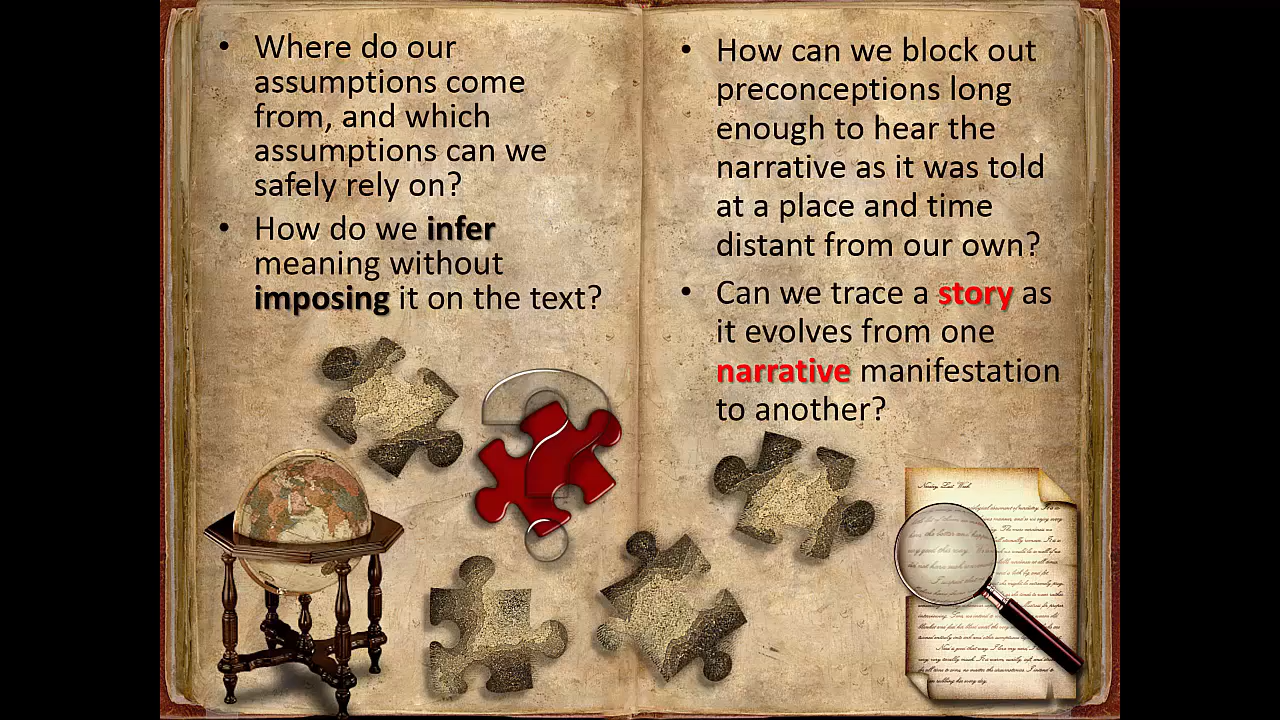 • Where do our
assumptions come
from, and which
assumptions can we
safely rely on?
• How do we infer
meaning without
imposing it on the text?
• How can we block out
preconceptions long
enough to hear the
narrative as it was told
at a place and time
distant from our own?
• Can we trace a story as
it evolves from one
narrative manifestation
to another?